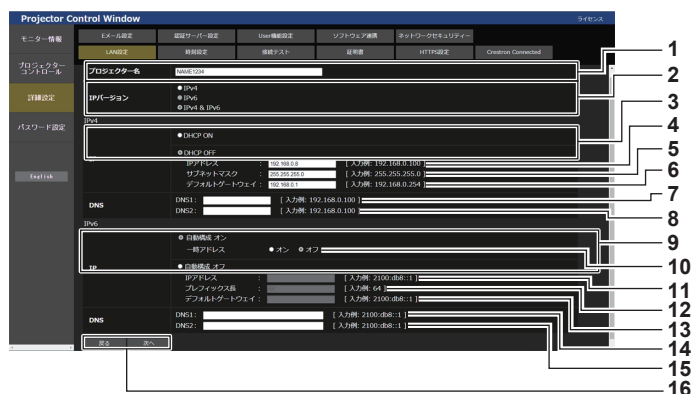 Projector Control Window
ライセンス
モニター情報
プロジェクター
コントロール
詳細設定
パスワード設定
English
Eメール設定 認証サーバー設定 User機能設定 ソフトウェア連携 ネットワークセキュリティー
LAN設定 時刻設定 接続テスト 証明書 HTTPS設定 Crestron Connected
プロジェクター名 NAME1234
IPバージョン
IPv4
IPv6
IPv4 & IPv6
IPv4
DHCP ON
DHCP OFF
IPアドレス : 192.168.0.8 [ 入力例: 192.168.0.100 ]
サブネットマスク : 255.255.255.0 [ 入力例: 255.255.255.0 ]
デフォルトゲートウェイ : 192.168.0.1 [ 入力例: 192.168.0.254 ]
DNS
DNS1: [ 入力例: 192.168.0.100 ]
DNS2: [ 入力例: 192.168.0.100 ]
IPv6
自動構成 オン
一時アドレス オン オフ
IP
自動構成 オフ
IPアドレス : [ 入力例: 2100:db8::1 ]
プレフィックス長 : [ 入力例: 64 ]
デフォルトゲートウェイ : [ 入力例: 2100:db8::1 ]
DNS
DNS1: [ 入力例: 2100:db8::1 ]
DNS2: [ 入力例: 2100:db8::1 ]
戻る 次へ
1
2
3
4
5
6
7
8
9
10
11
12
13
14
15
16